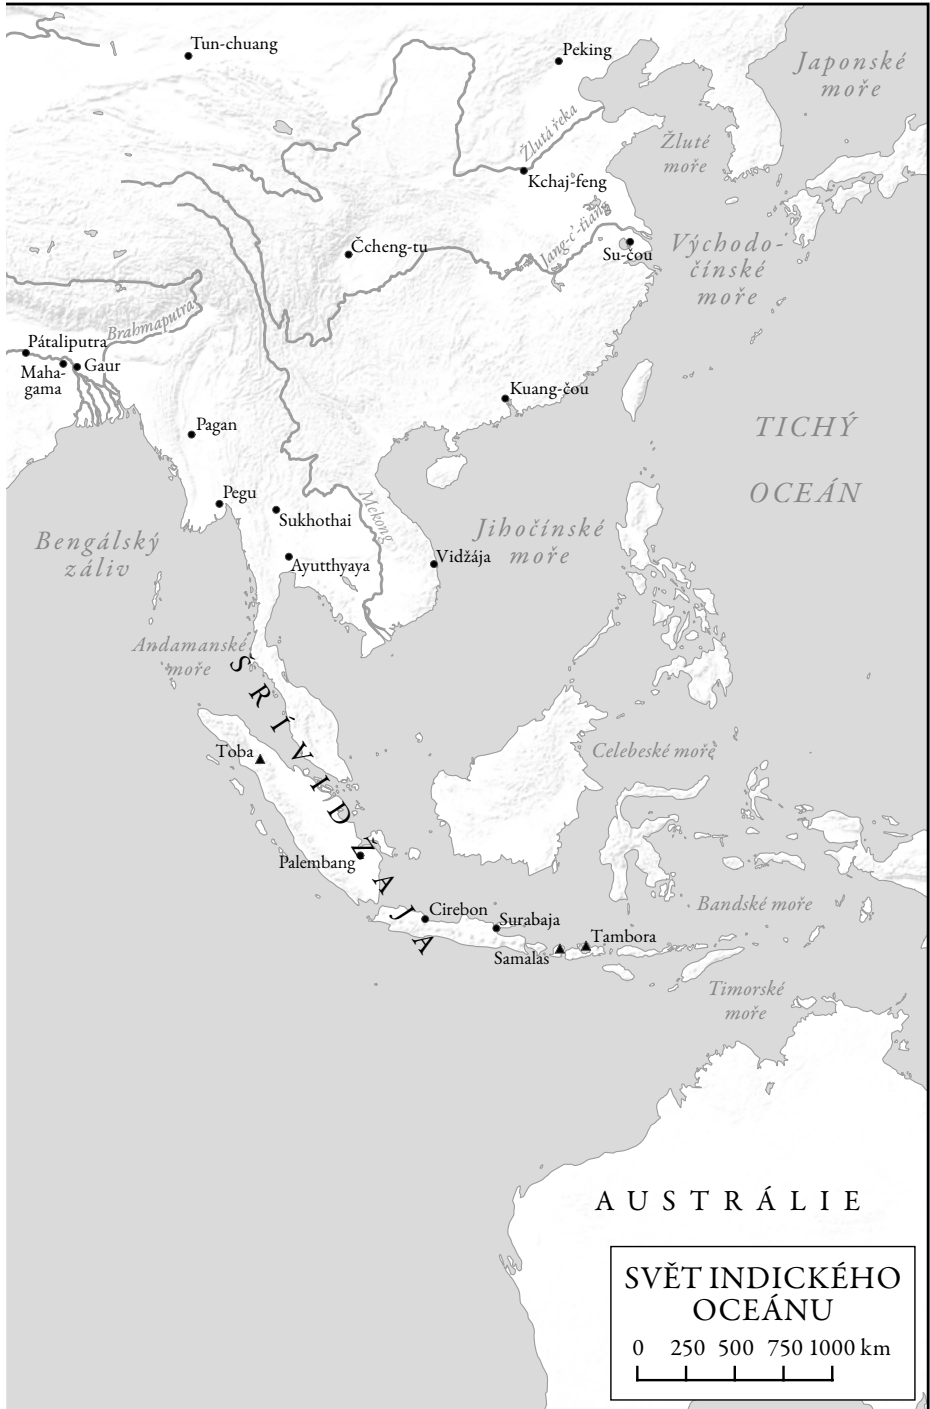 Tun-chuang
Peking
Japonské
moře
Žlutá řeka
Žluté
moře
Kchaj-feng
Jang-c’-ťiang
Čcheng-tu
Su-čou
Východo-
čínské
moře
Brahmaputra
Pátaliputra
Maha-
gama
Gaur
Kuang-čou
Pagan
TICHÝ
OCEÁN
Pegu
Sukhothai
Mekong
Jihočínské
moře
Bengálský
záliv
Ayutthyaya
Vidžája
Andamanské
moře
ŠRÍVIDŽAJA
Toba
Celebeské moře
Palembang
Cirebon
Surabaja
Bandské moře
Samalas
Tambora
Timorské
moře
AUSTRÁLIE
SVĚT INDICKÉHO
OCEÁNU
0 250 500 750 1000 km